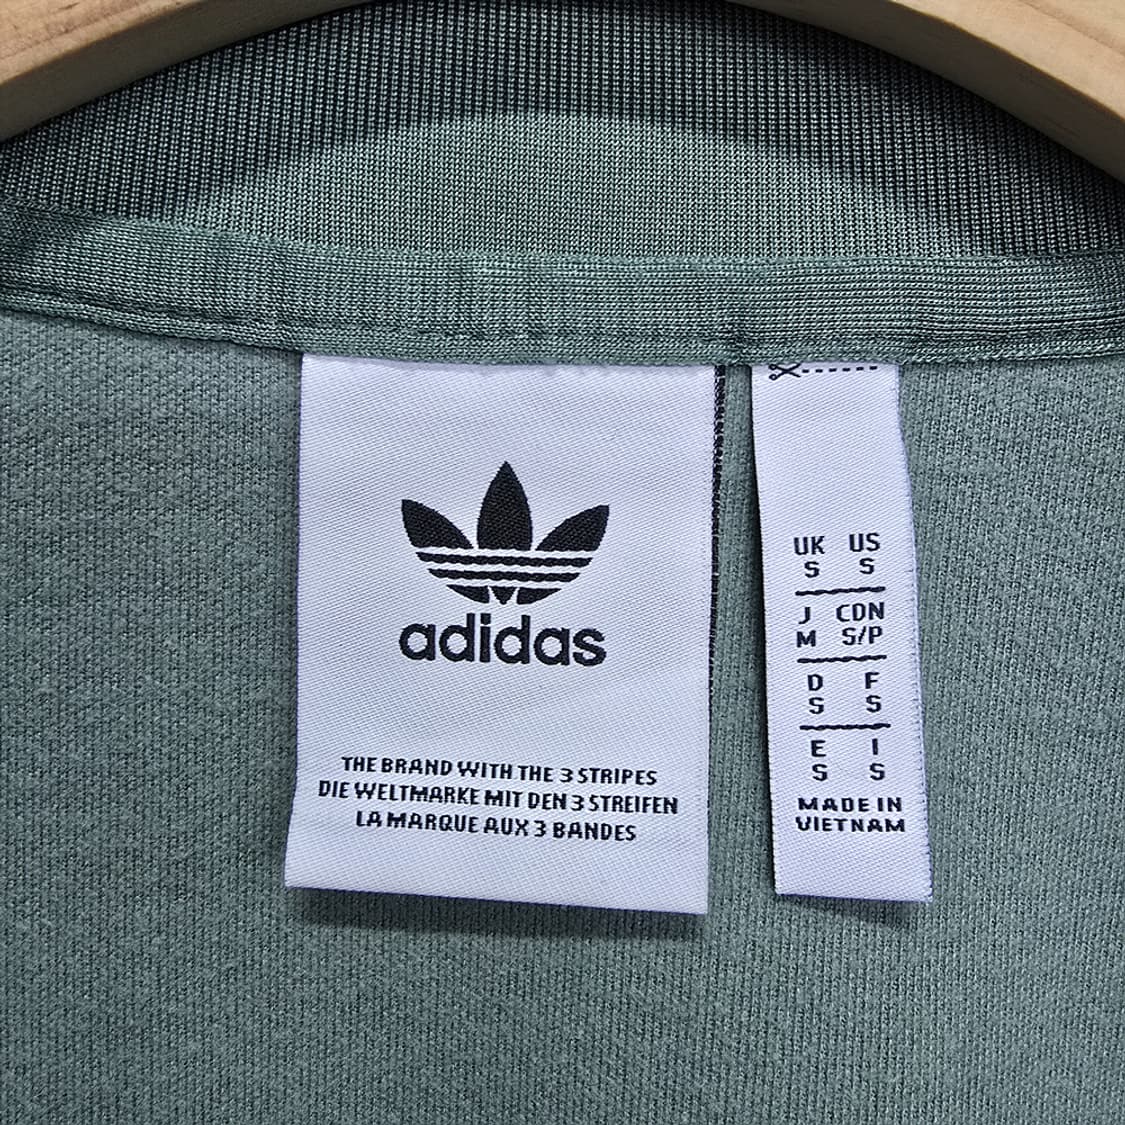 adidas
THE BRAND WITH THE 3 STRIPES
DIE WELTMARKE MIT DEN 3 STREIFEN
LA MARQUE AUX 3 BANDES
UK US
S S
J CDN
M S/P
D F
S S
E I
S S
MADE IN
VIETNAM